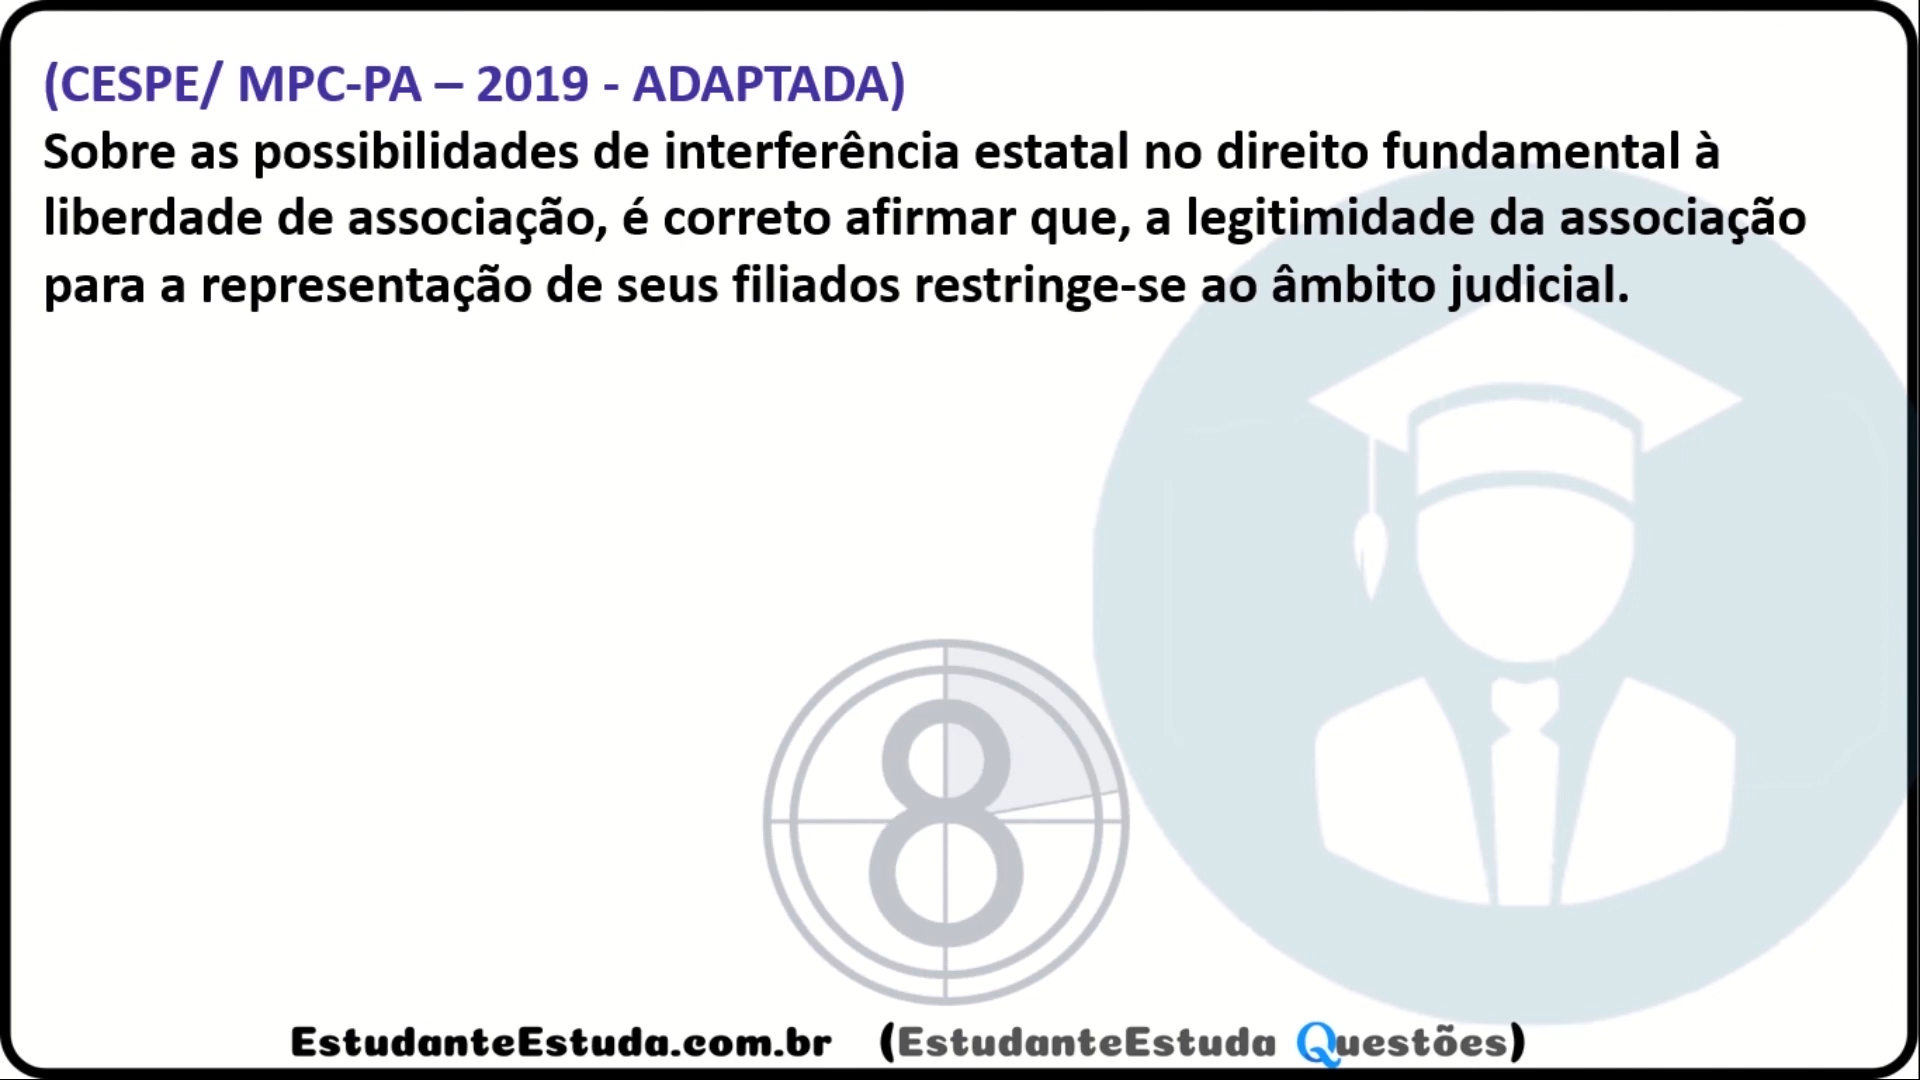 (CESPE/ MPC-PA – 2019 - ADAPTADA)
Sobre as possibilidades de interferência estatal no direito fundamental à
liberdade de associação, é correto afirmar que, a legitimidade da associação
para a representação de seus filiados restringe-se ao âmbito judicial.
8
EstudanteEstuda.com.br (EstudanteEstuda Questões)